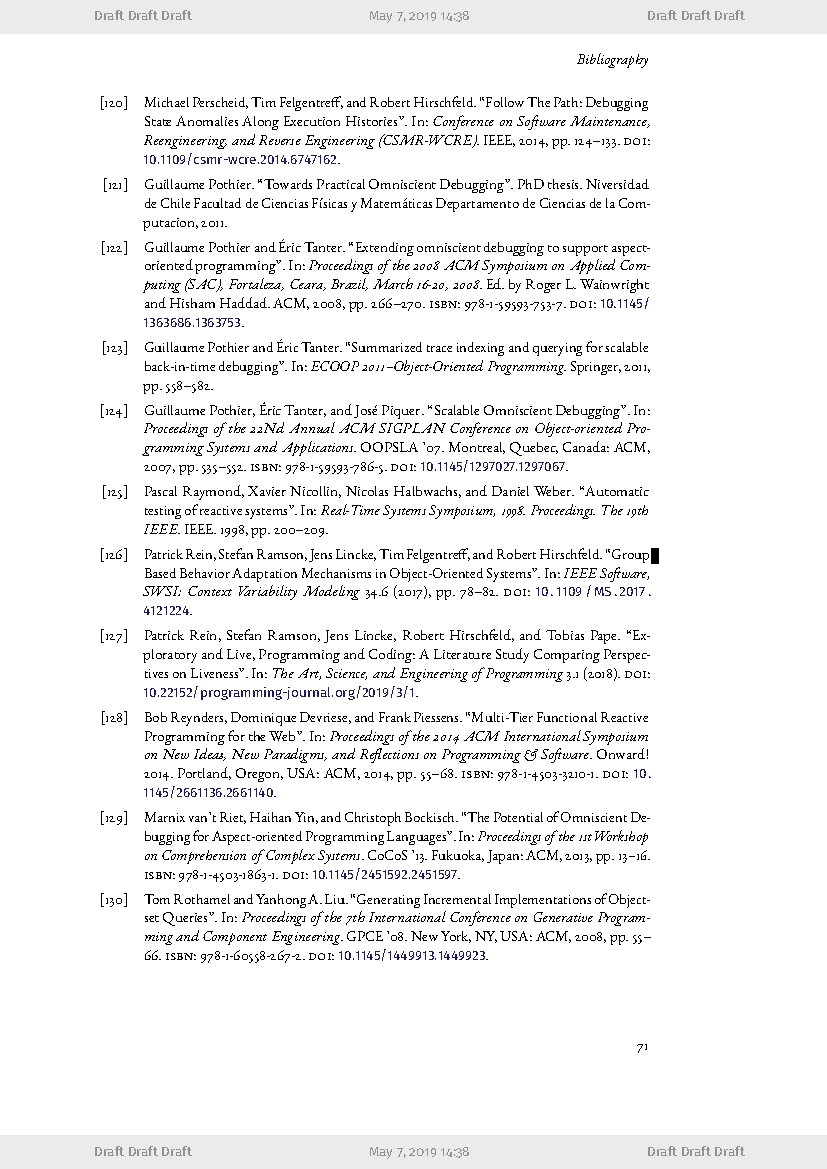 Draft Draft Draft May 7, 2019 14:38 Draft Draft Draft
Bibliography
[120] Michael Perscheid, Tim Felgentreff, and Robert Hirschfeld. “Follow The Path: Debugging
State Anomalies Along Execution Histories”. In: Conference on Software Maintenance,
Reengineering, and Reverse Engineering (CSMR-WCRE). IEEE, 2014, pp. 124–133. DOI:
10.1109/csmr-wcre.2014.6747162.
[121] Guillaume Pothier. “Towards Practical Omniscient Debugging”. PhD thesis. Niversidad
de Chile Facultad de Ciencias Físicas y Matemáticas Departamento de Ciencias de la Com-
putacion, 2011.
[122] Guillaume Pothier and Éric Tanter. “Extending omniscient debugging to support aspect-
oriented programming”. In: Proceedings of the 2008 ACM Symposium on Applied Com-
puting (SAC), Fortaleza, Ceara, Brazil, March 16-20, 2008. Ed. by Roger L. Wainwright
and Hisham Haddad. ACM, 2008, pp. 266–270. ISBN: 978-1-59593-753-7. DOI: 10.1145/
1363686.1363753.
[123] Guillaume Pothier and Éric Tanter. “Summarized trace indexing and querying for scalable
back-in-time debugging”. In: ECOOP 2011–Object-Oriented Programming. Springer, 2011,
pp. 558–582.
[124] Guillaume Pothier, Éric Tanter, and José Piquer. “Scalable Omniscient Debugging”. In:
Proceedings of the 22Nd Annual ACM SIGPLAN Conference on Object-oriented Pro-
gramming Systems and Applications. OOPSLA ’07. Montreal, Quebec, Canada: ACM,
2007, pp. 535–552. ISBN: 978-1-59593-786-5. DOI: 10.1145/1297027.1297067.
[125] Pascal Raymond, Xavier Nicollin, Nicolas Halbwachs, and Daniel Weber. “Automatic
testing of reactive systems”. In: Real-Time Systems Symposium, 1998. Proceedings. The 19th
IEEE. IEEE. 1998, pp. 200–209.
[126] Patrick Rein, Stefan Ramson, Jens Lincke, Tim Felgentreff, and Robert Hirschfeld. “Group
Based Behavior Adaptation Mechanisms in Object-Oriented Systems”. In: IEEE Software,
SWSI: Context Variability Modeling 34.6 (2017), pp. 78–82. DOI: 10.1109/MS.2017.
4121224.
[127] Patrick Rein, Stefan Ramson, Jens Lincke, Robert Hirschfeld, and Tobias Pape. “Ex-
ploratory and Live, Programming and Coding: A Literature Study Comparing Perspec-
tives on Liveness”. In: The Art, Science, and Engineering of Programming 3.1 (2018). DOI:
10.22152/programming-journal.org/2019/3/1.
[128] Bob Reynders, Dominique Devriese, and Frank Piessens. “Multi-Tier Functional Reactive
Programming for the Web”. In: Proceedings of the 2014 ACM International Symposium
on New Ideas, New Paradigms, and Reflections on Programming & Software. Onward!
2014. Portland, Oregon, USA: ACM, 2014, pp. 55–68. ISBN: 978-1-4503-3210-1. DOI: 10.
1145/2661136.2661140.
[129] Marnix van’t Riet, Haihan Yin, and Christoph Bockisch. “The Potential of Omniscient De-
bugging for Aspect-oriented Programming Languages”. In: Proceedings of the 1st Workshop
on Comprehension of Complex Systems. CoCoS ’13. Fukuoka, Japan: ACM, 2013, pp. 13–16.
ISBN: 978-1-4503-1863-1. DOI: 10.1145/2451592.2451597.
[130] Tom Rothamel and Yanhong A. Liu. “Generating Incremental Implementations of Object-
set Queries”. In: Proceedings of the 7th International Conference on Generative Program-
ming and Component Engineering. GPCE ’08. New York, NY, USA: ACM, 2008, pp. 55–
66. ISBN: 978-1-60558-267-2. DOI: 10.1145/1449913.1449923.
71
Draft Draft Draft May 7, 2019 14:38 Draft Draft Draft